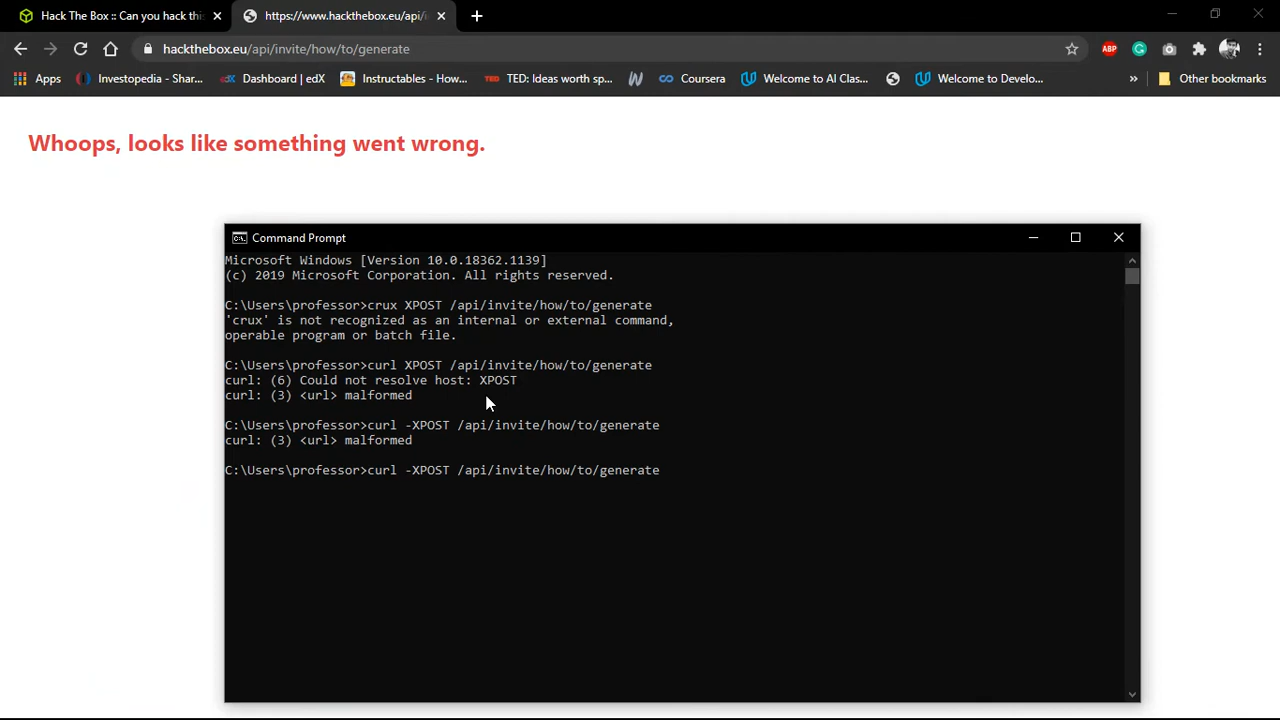 Hack The Box :: Can you hack this
https://www.hackthebox.eu/api/i
hackthebox.eu/api/invite/how/to/generate
ABP
Apps
Investopedia - Shar...
Dashboard | edX
Instructables - How...
TED: Ideas worth sp...
Coursera
Welcome to AI Clas...
Welcome to Develo...
»
Other bookmarks
Whoops, looks like something went wrong.
Command Prompt
Microsoft Windows [Version 10.0.18362.1139]
(c) 2019 Microsoft Corporation. All rights reserved.
C:\Users\professor>crux XPOST /api/invite/how/to/generate
'crux' is not recognized as an internal or external command,
operable program or batch file.
C:\Users\professor>curl XPOST /api/invite/how/to/generate
curl: (6) Could not resolve host: XPOST
curl: (3) <url> malformed
C:\Users\professor>curl -XPOST /api/invite/how/to/generate
curl: (3) <url> malformed
C:\Users\professor>curl -XPOST /api/invite/how/to/generate